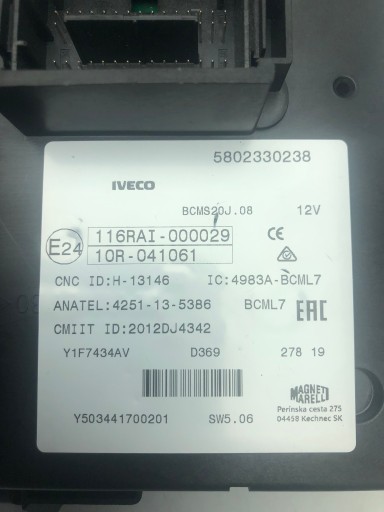 5802330238
IVECO
BCMS20J.08 12V
E24 116RAI-000029 CE
10R-041061
CNC ID:H-13146 IC:4983A-BCML7
ANATEL:4251-13-5386 BCML7 EAC
CMIIT ID:2012DJ4342
Y1F7434AV D369 278 19
MAGNETI
MARELLI
Perínska cesta 275
Y503441700201 SW5.06 04458 Kechnec SK